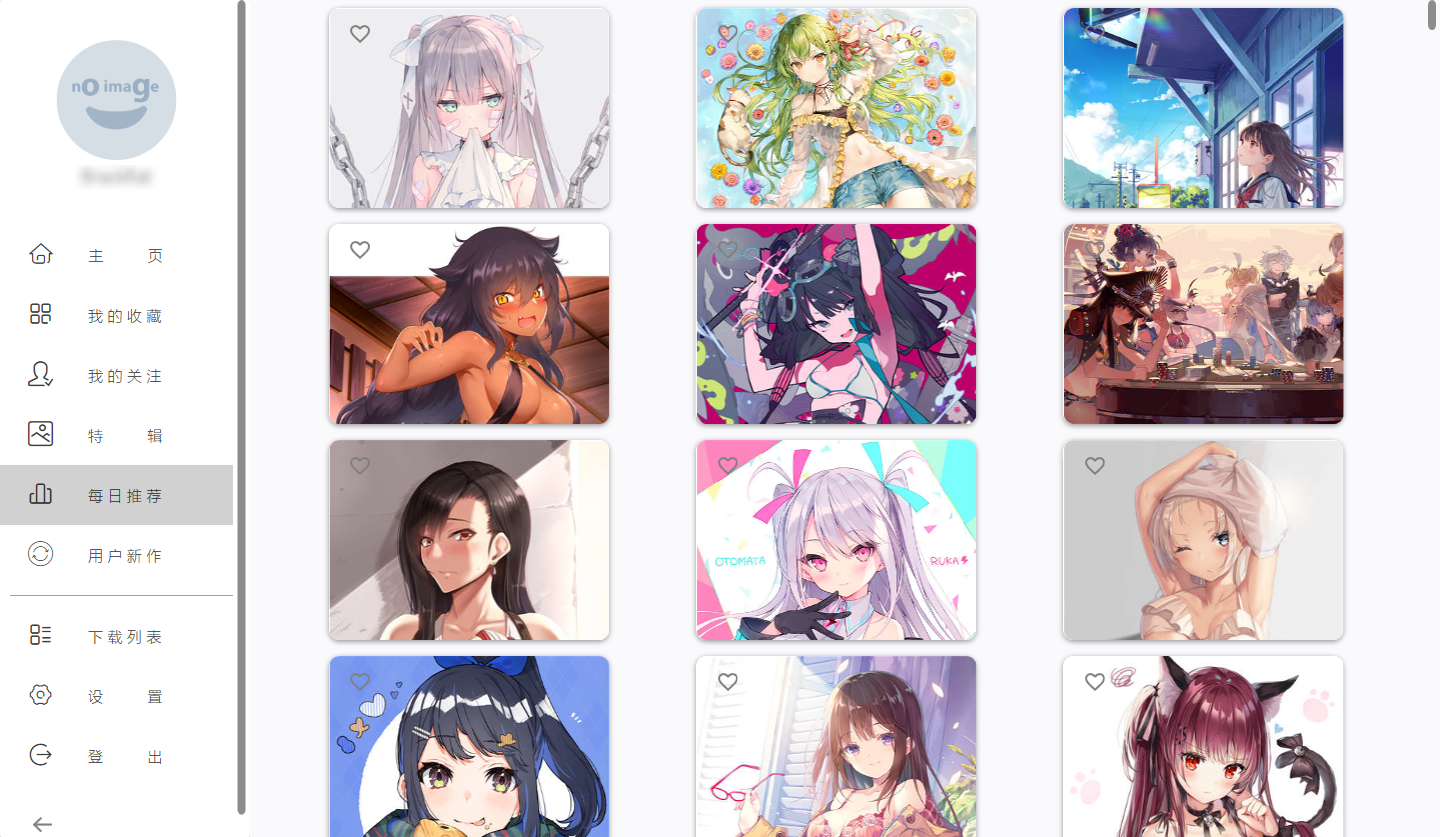 no image
主 页
我的收藏
我的关注
特 辑
每日推荐
用户新作
下载列表
设 置
登 出
OTOMATA
RUKA